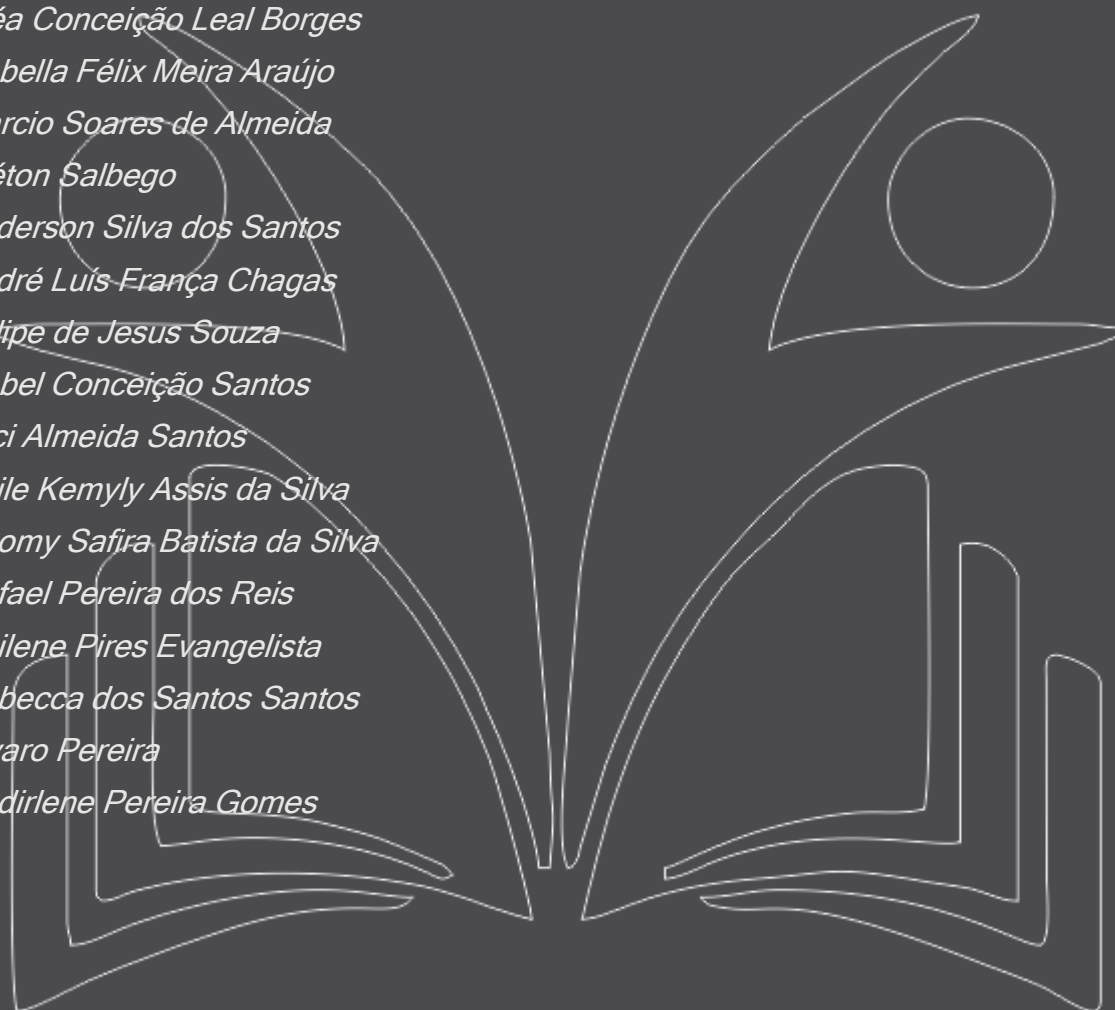 éa Conceição Leal Borges
bella Félix Meira Araújo
rcio Soares de Almeida
éton Salbego
derson Silva dos Santos
dré Luís França Chagas
lipe de Jesus Souza
bel Conceição Santos
ci Almeida Santos
ile Kemyly Assis da Silva
omy Safira Batista da Silva
fael Pereira dos Reis
ilene Pires Evangelista
becca dos Santos Santos
varo Pereira
dirlene Pereira Gomes